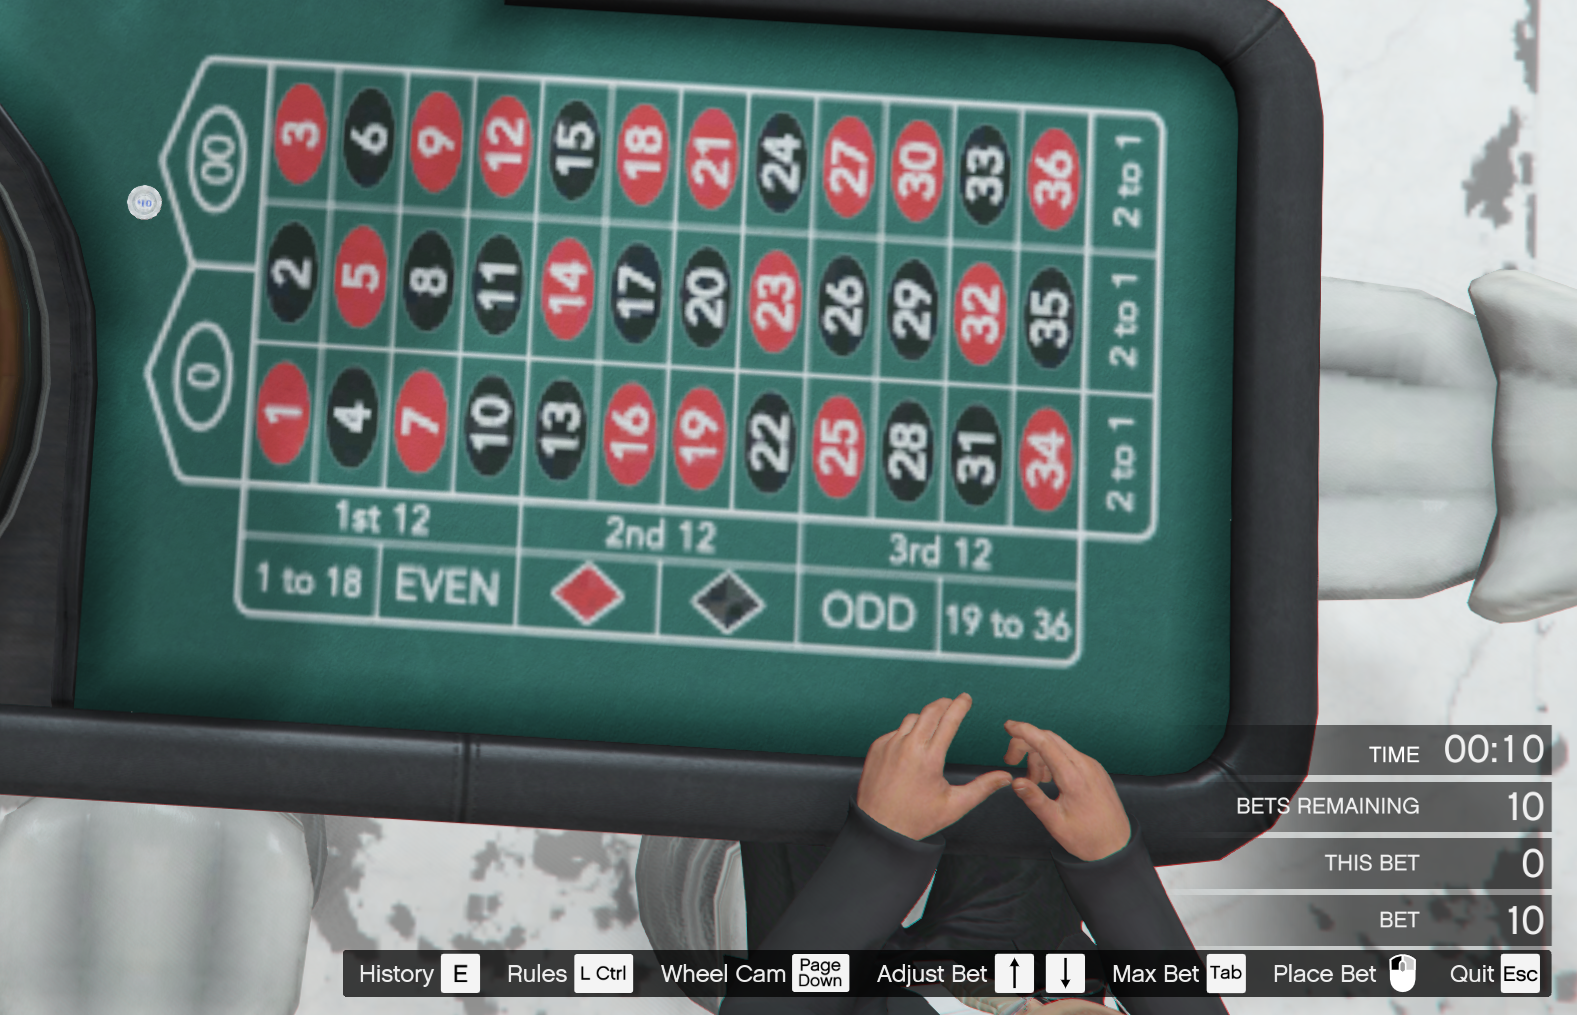 00 3 6 9 12 15 18 21 24 27 30 33 36 2 to 1
2 5 8 11 14 17 20 23 26 29 32 35 2 to 1
0 1 4 7 10 13 16 19 22 25 28 31 34 2 to 1
1st 12 2nd 12 3rd 12
1 to 18 EVEN ODD 19 to 36
10
TIME 00:10
BETS REMAINING 10
THIS BET 0
BET 10
History E Rules L Ctrl Wheel Cam Page Down Adjust Bet ↑ ↓ Max Bet Tab Place Bet Quit Esc